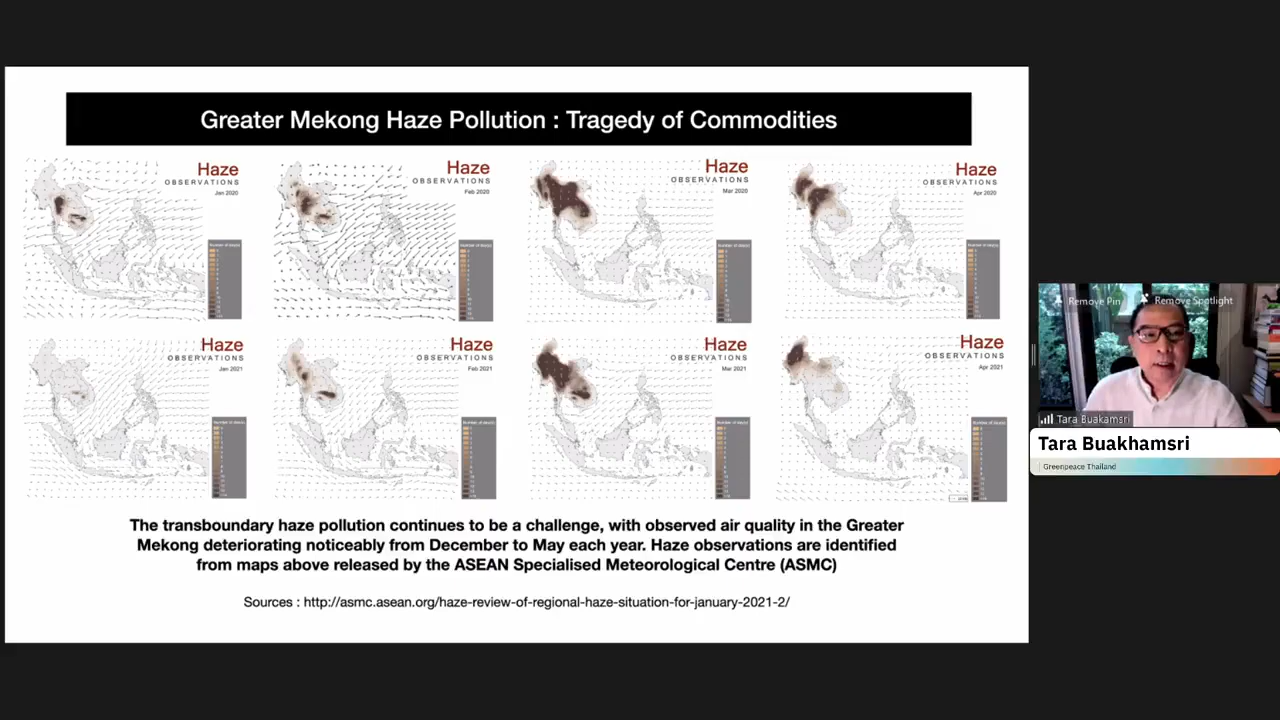 Greater Mekong Haze Pollution : Tragedy of Commodities
Haze
OBSERVATIONS
Jan 2020
Haze
OBSERVATIONS
Feb 2020
Haze
OBSERVATIONS
Mar 2020
Haze
OBSERVATIONS
Apr 2020
Haze
OBSERVATIONS
Jan 2021
Haze
OBSERVATIONS
Feb 2021
Haze
OBSERVATIONS
Mar 2021
Haze
OBSERVATIONS
Apr 2021
The transboundary haze pollution continues to be a challenge, with observed air quality in the Greater
Mekong deteriorating noticeably from December to May each year. Haze observations are identified
from maps above released by the ASEAN Specialised Meteorological Centre (ASMC)
Sources : http://asmc.asean.org/haze-review-of-regional-haze-situation-for-january-2021-2/
Remove Pin
Remove Spotlight
Tara Buakamsri
Tara Buakhamsri
Greenpeace Thailand